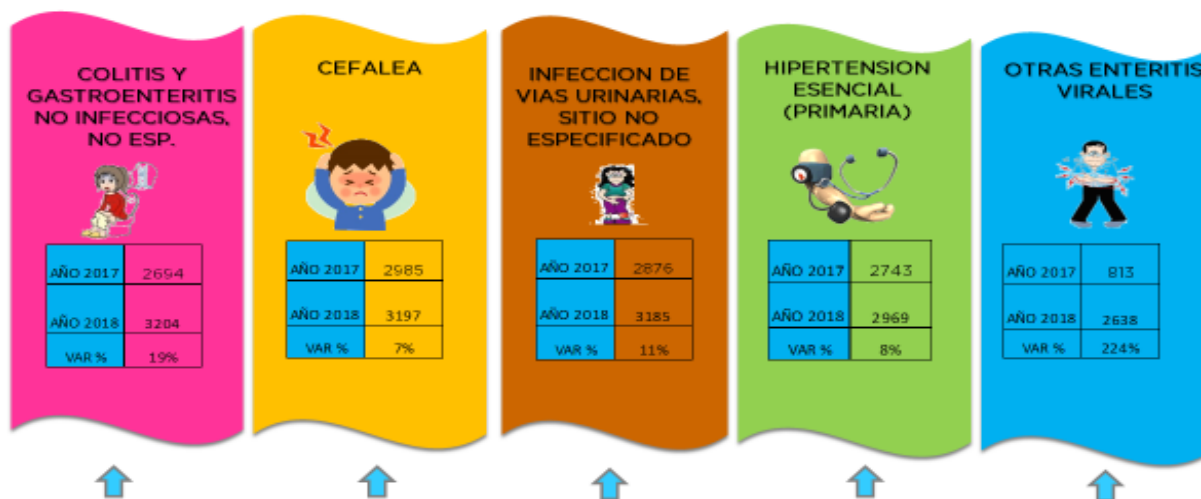 COLITIS Y
GASTROENTERITIS
NO INFECCIOSAS,
NO ESP.
AÑO 2017 2694
AÑO 2018 3204
VAR % 19%
CEFALEA
AÑO 2017 2985
AÑO 2018 3197
VAR % 7%
INFECCION DE
VIAS URINARIAS,
SITIO NO
ESPECIFICADO
AÑO 2017 2876
AÑO 2018 3185
VAR % 11%
HIPERTENSION
ESENCIAL
(PRIMARIA)
AÑO 2017 2743
AÑO 2018 2969
VAR % 8%
OTRAS ENTERITIS
VIRALES
AÑO 2017 813
AÑO 2018 2638
VAR % 224%